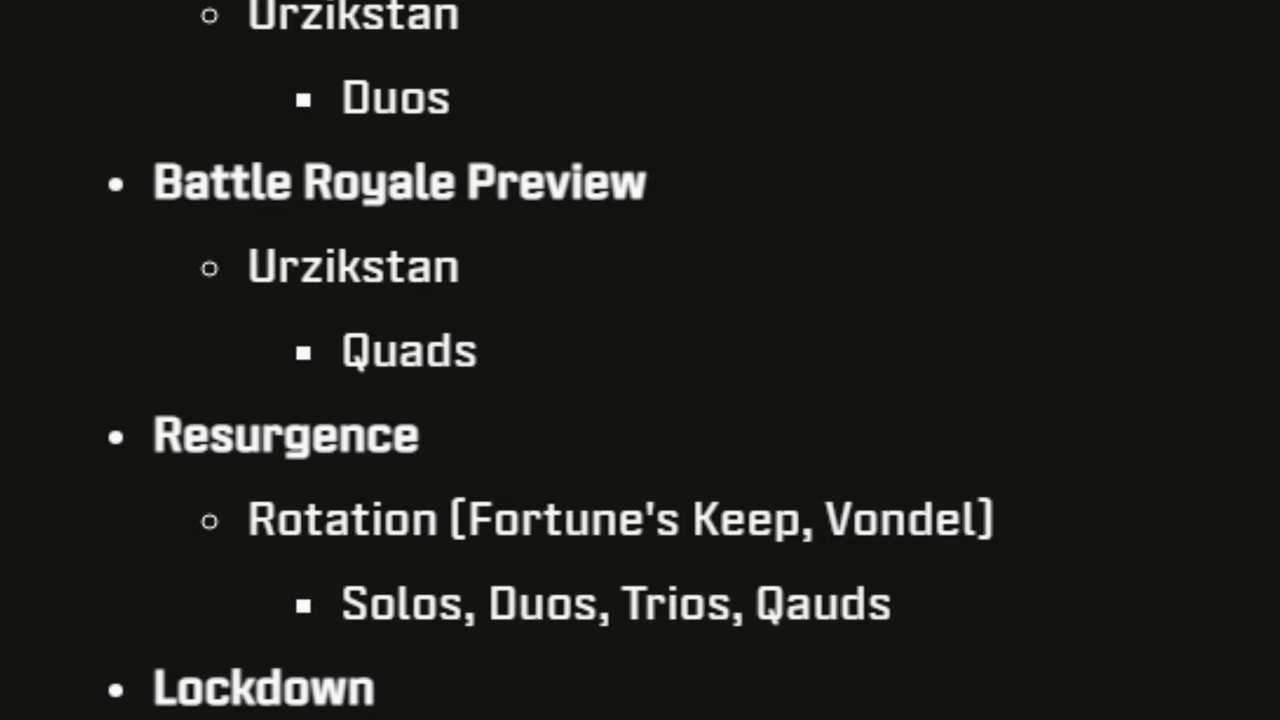 Urzikstan
Duos
Battle Royale Preview
Urzikstan
Quads
Resurgence
Rotation (Fortune's Keep, Vondel)
Solos, Duos, Trios, Qauds
Lockdown